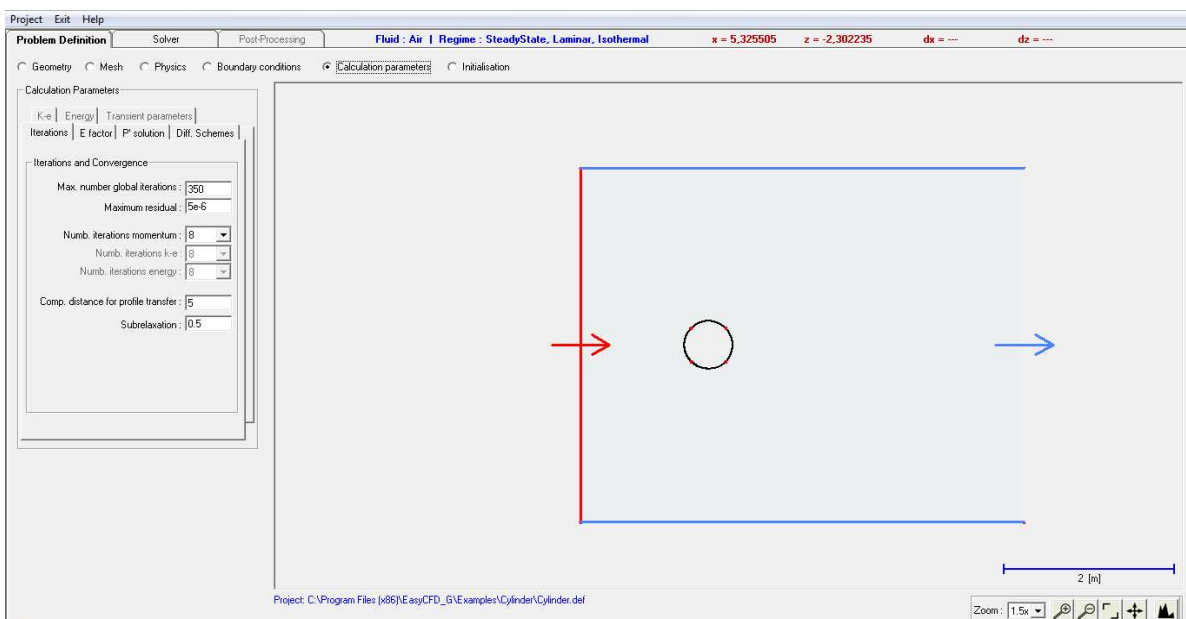 Project Exit Help
Problem Definition Solver Post-Processing Fluid : Air | Regime : SteadyState, Laminar, Isothermal x = 5,325505 z = -2,302235 dx = --- dz = ---
Geometry Mesh Physics Boundary conditions Calculation parameters Initialisation
Calculation Parameters
K-e Energy Transient parameters
Iterations E factor P' solution Diff. Schemes
Iterations and Convergence
Max. number global iterations : 350
Maximum residual : 5e-6
Numb. iterations momentum : 8
Numb. iterations k-e : 8
Numb. iterations energy : 8
Comp. distance for profile transfer : 5
Subrelaxation : 0.5
2 [m]
Project: C:\Program Files (x86)\EasyCFD_G\Examples\Cylinder\Cylinder.def
Zoom : 1.5x